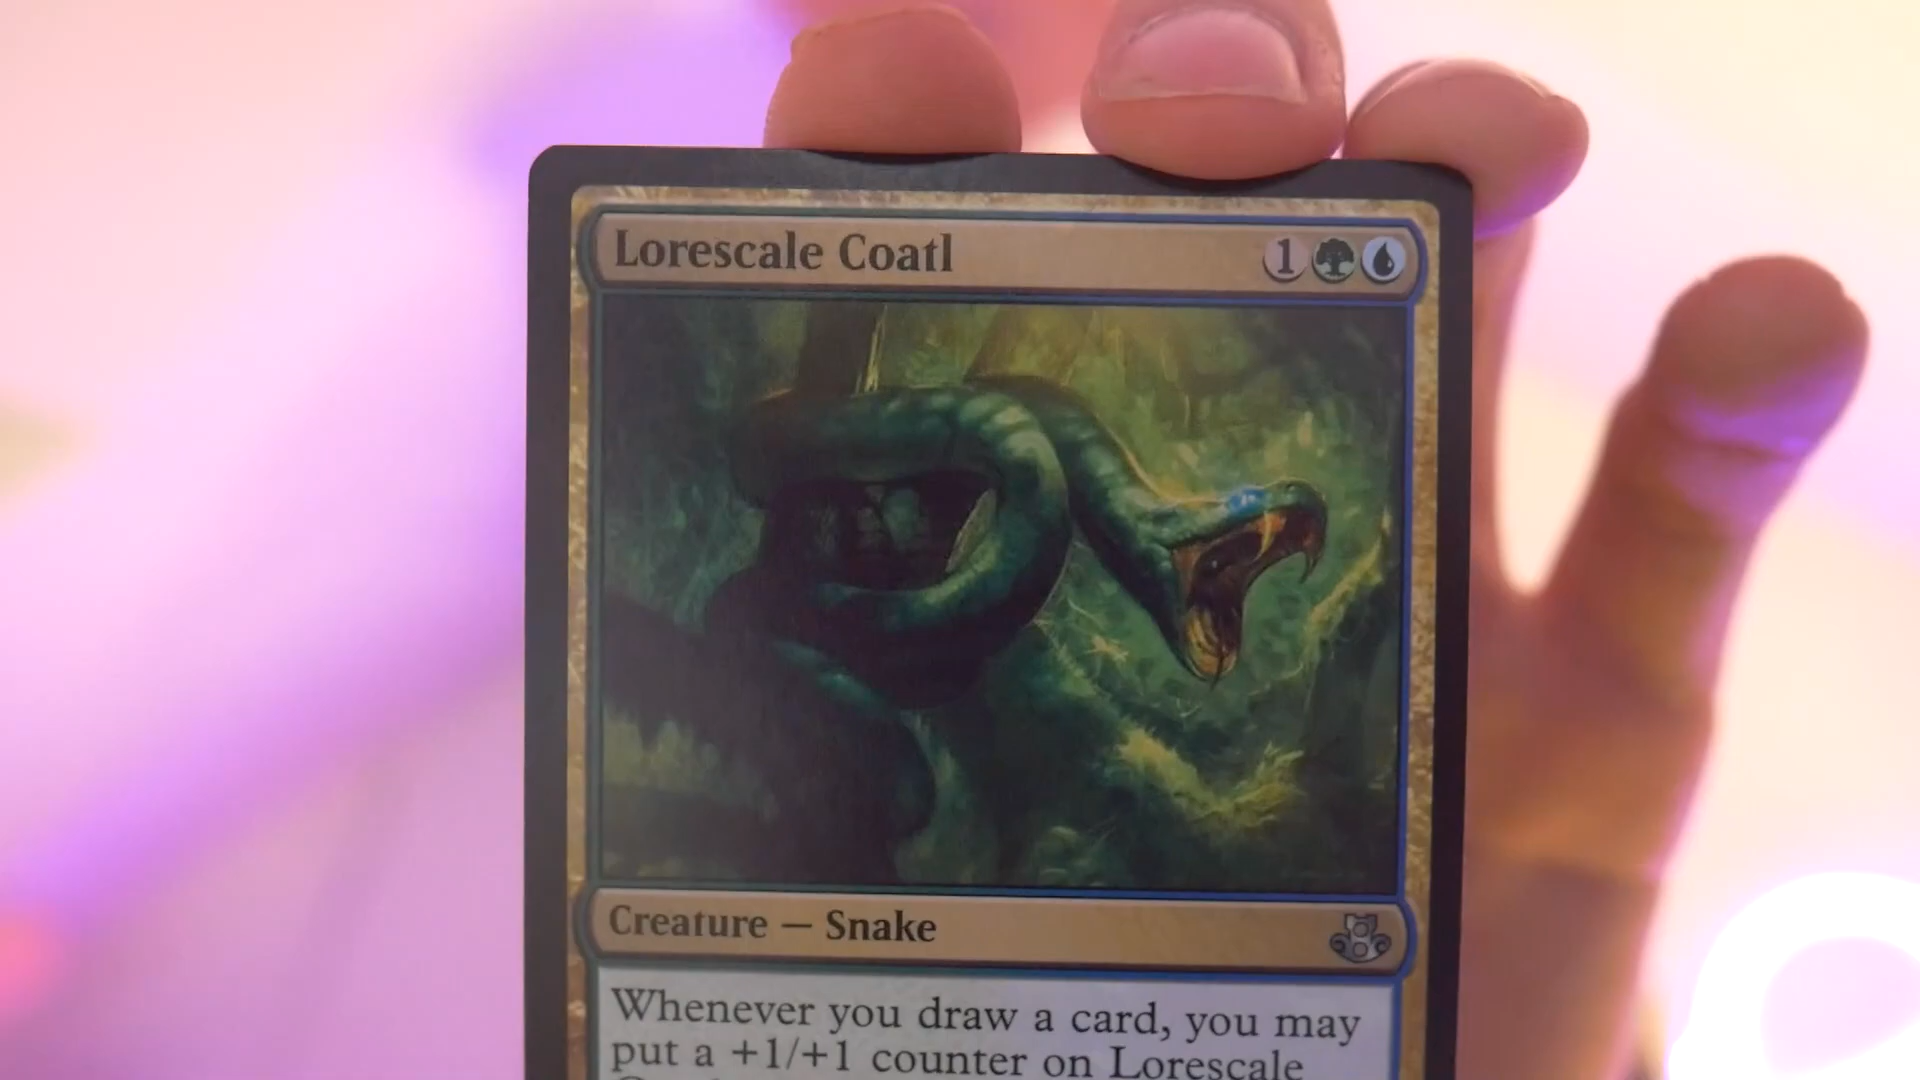 Lorescale Coatl 1
Creature — Snake
Whenever you draw a card, you may
put a +1/+1 counter on Lorescale